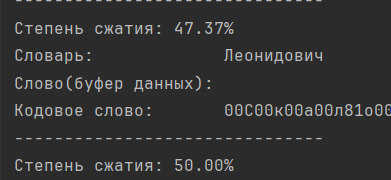 -------------------------------
Степень сжатия: 47.37%
Словарь: Леонидович
Слово(буфер данных):
Кодовое слово: 00С00к00а00л81о00
-------------------------------
Степень сжатия: 50.00%